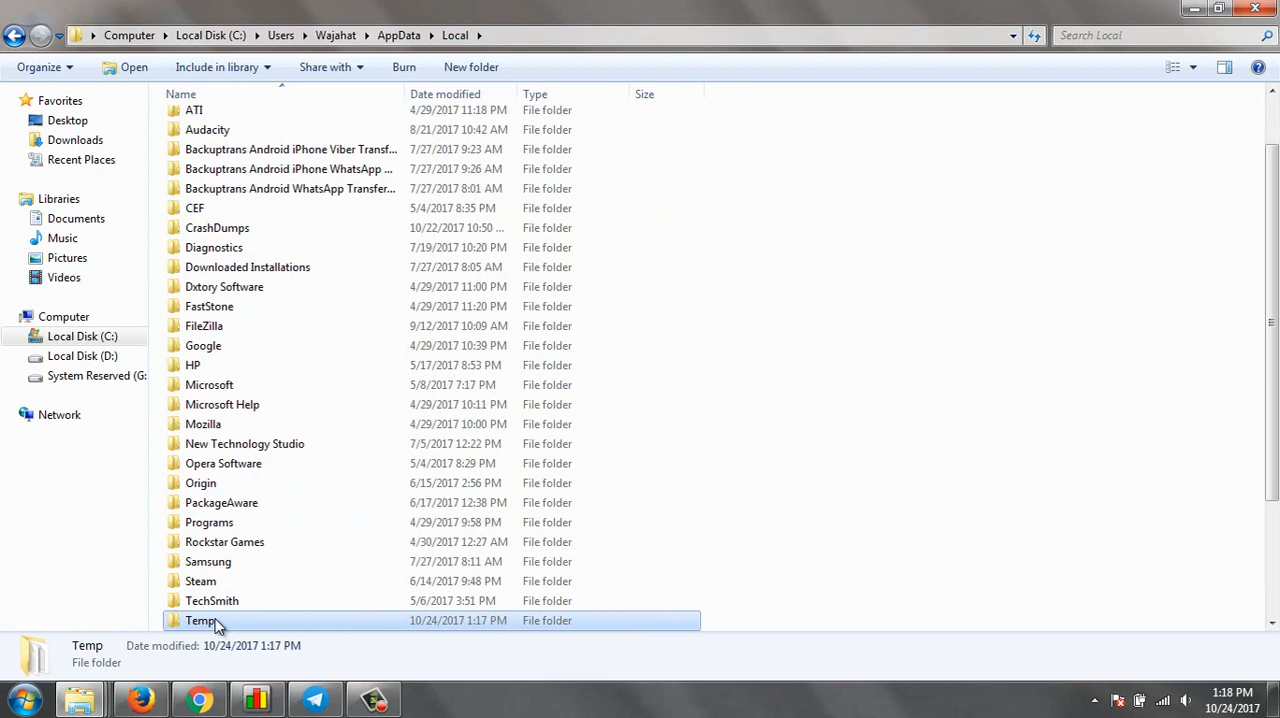 Computer Local Disk (C:) Users Wajahat AppData Local
Search Local
Organize Open Include in library Share with Burn New folder
Name Date modified Type Size
Favorites
Desktop
Downloads
Recent Places
Libraries
Documents
Music
Pictures
Videos
Computer
Local Disk (C:)
Local Disk (D:)
System Reserved (G:
Network
ATI 4/29/2017 11:18 PM File folder
Audacity 8/21/2017 10:42 AM File folder
Backuptrans Android iPhone Viber Transf... 7/27/2017 9:23 AM File folder
Backuptrans Android iPhone WhatsApp ... 7/27/2017 9:26 AM File folder
Backuptrans Android WhatsApp Transfer... 7/27/2017 8:01 AM File folder
CEF 5/4/2017 8:35 PM File folder
CrashDumps 10/22/2017 10:50 ... File folder
Diagnostics 7/19/2017 10:20 PM File folder
Downloaded Installations 7/27/2017 8:05 AM File folder
Dxtory Software 4/29/2017 11:00 PM File folder
FastStone 4/29/2017 11:20 PM File folder
FileZilla 9/12/2017 10:09 AM File folder
Google 4/29/2017 10:39 PM File folder
HP 5/17/2017 8:53 PM File folder
Microsoft 5/8/2017 7:17 PM File folder
Microsoft Help 4/29/2017 10:11 PM File folder
Mozilla 4/29/2017 10:00 PM File folder
New Technology Studio 7/5/2017 12:22 PM File folder
Opera Software 5/4/2017 8:29 PM File folder
Origin 6/15/2017 2:56 PM File folder
PackageAware 6/17/2017 12:38 PM File folder
Programs 4/29/2017 9:58 PM File folder
Rockstar Games 4/30/2017 12:27 AM File folder
Samsung 7/27/2017 8:11 AM File folder
Steam 6/14/2017 9:48 PM File folder
TechSmith 5/6/2017 3:51 PM File folder
Temp 10/24/2017 1:17 PM File folder
Temp Date modified: 10/24/2017 1:17 PM
File folder
1:18 PM
10/24/2017